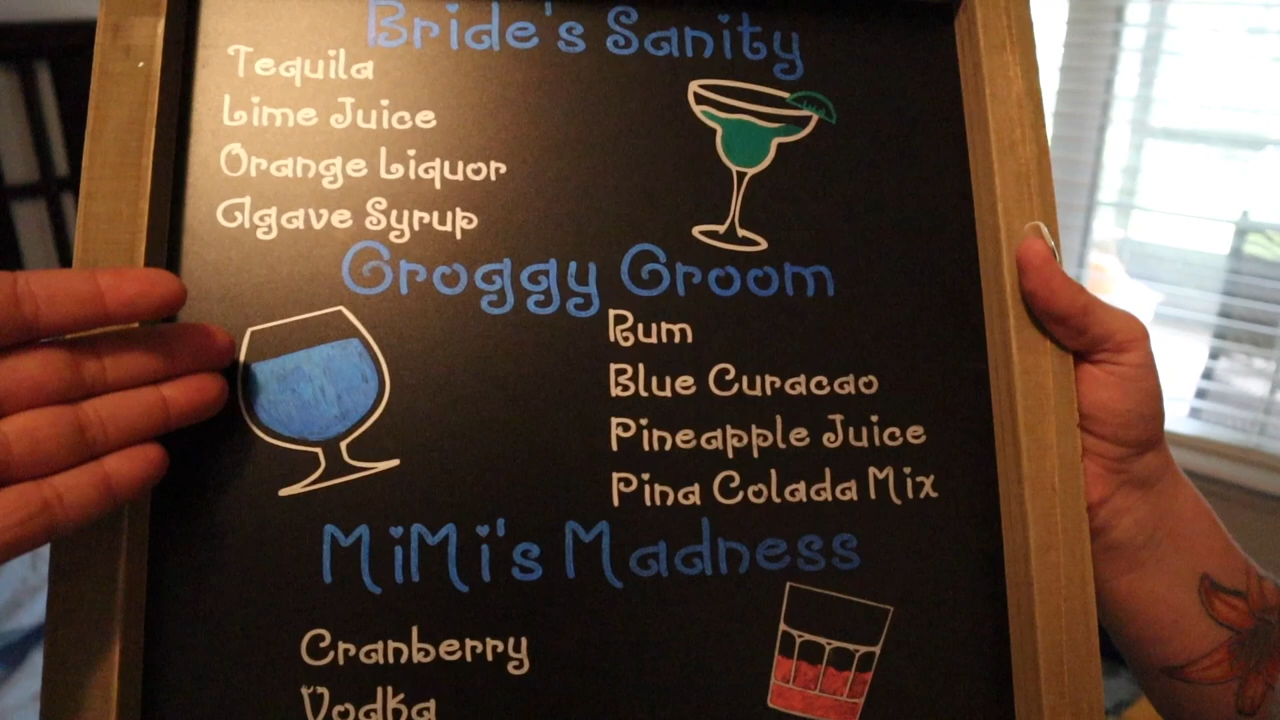 Bride's Sanity
Tequila
Lime Juice
Orange Liquor
Agave Syrup
Groggy Groom
Rum
Blue Curacao
Pineapple Juice
Pina Colada Mix
MiMi's Madness
Cranberry
Vodka